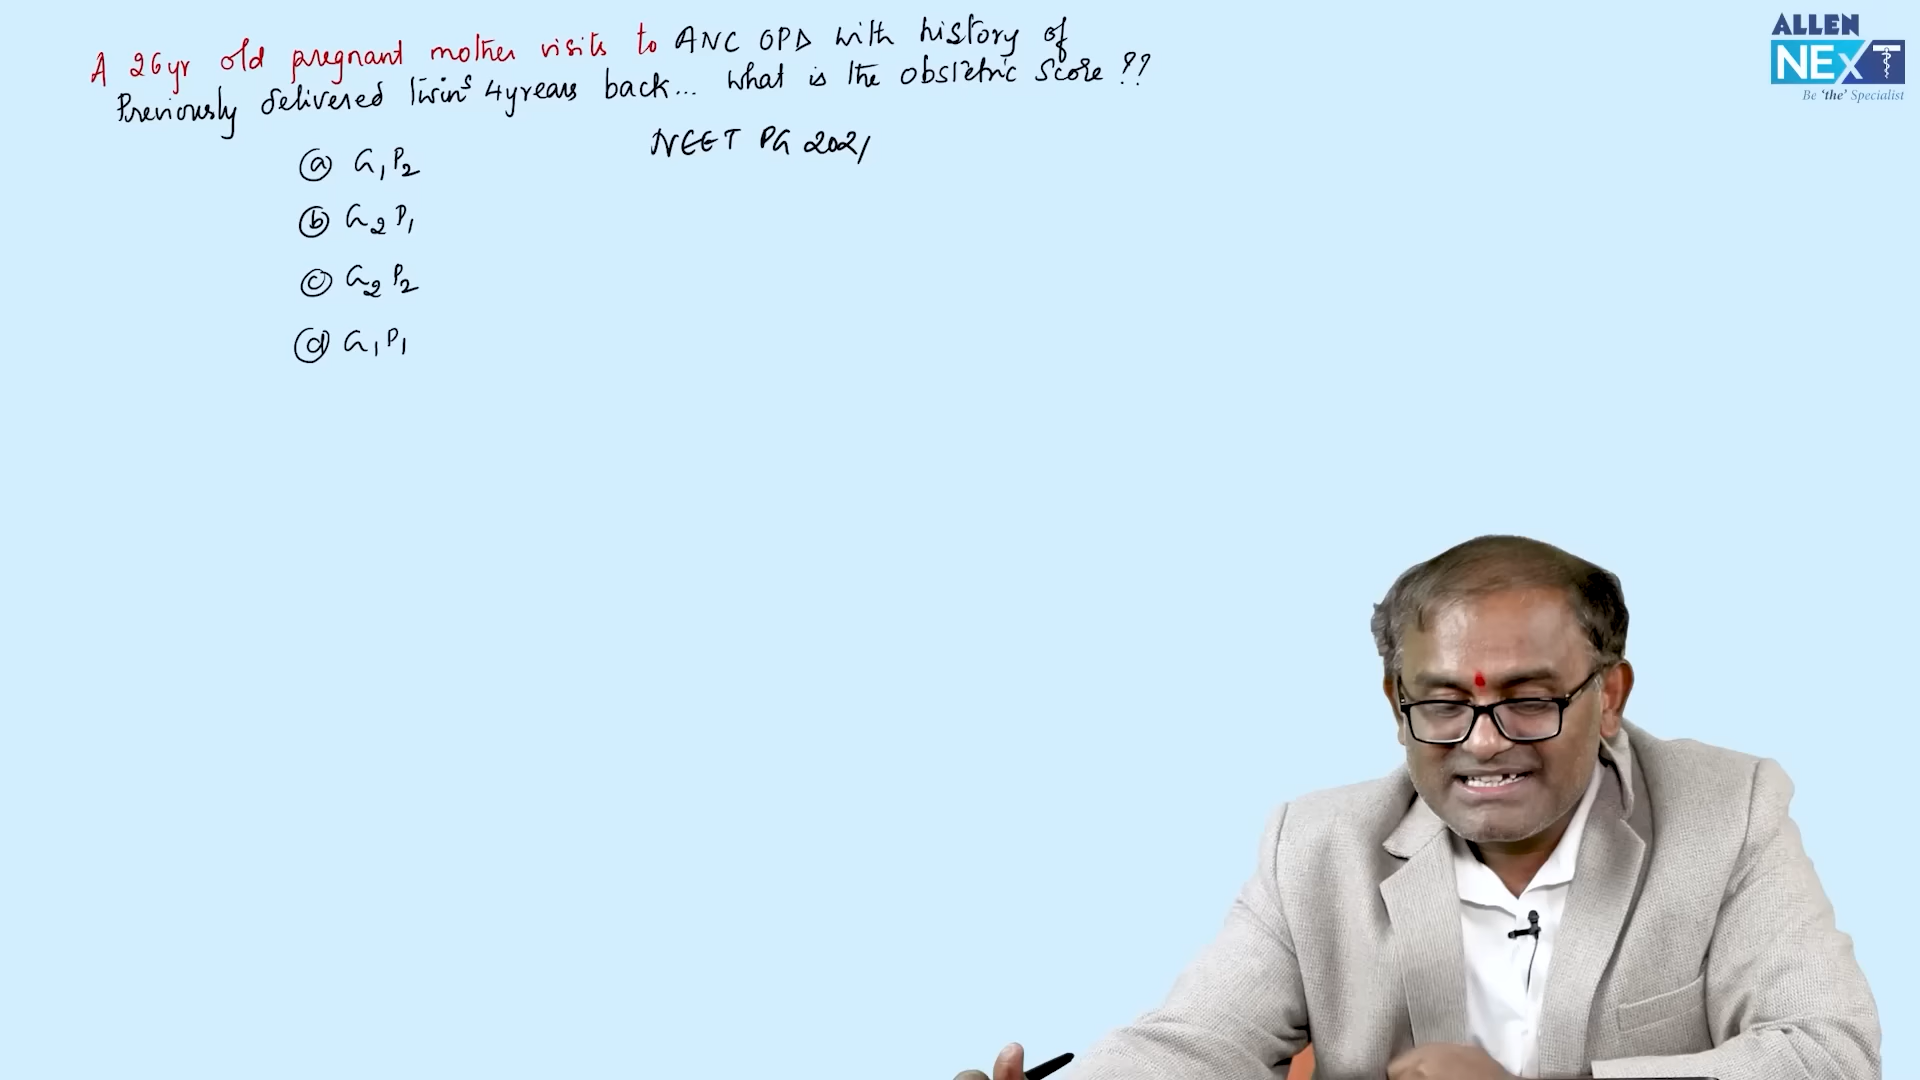 A 26yr old pregnant mother visits to ANC OPD with history of
Previously delivered Twins 4yrears back... What is the obstetric Score ??
NEET PG 2021
(a) G1P2
(b) G2P1
(c) G2P2
(d) G1P1
ALLEN
NEXT
Be 'the' Specialist